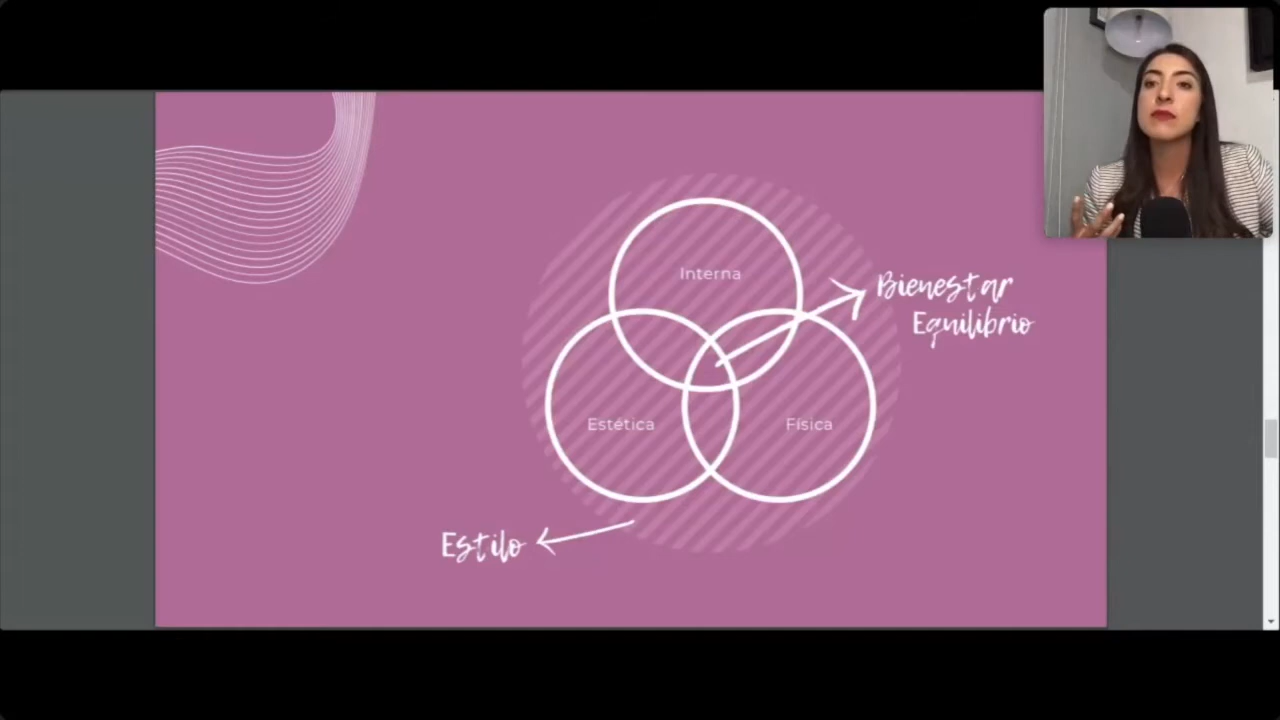 Interna
Bienestar
Equilibrio
Estética
Física
Estilo